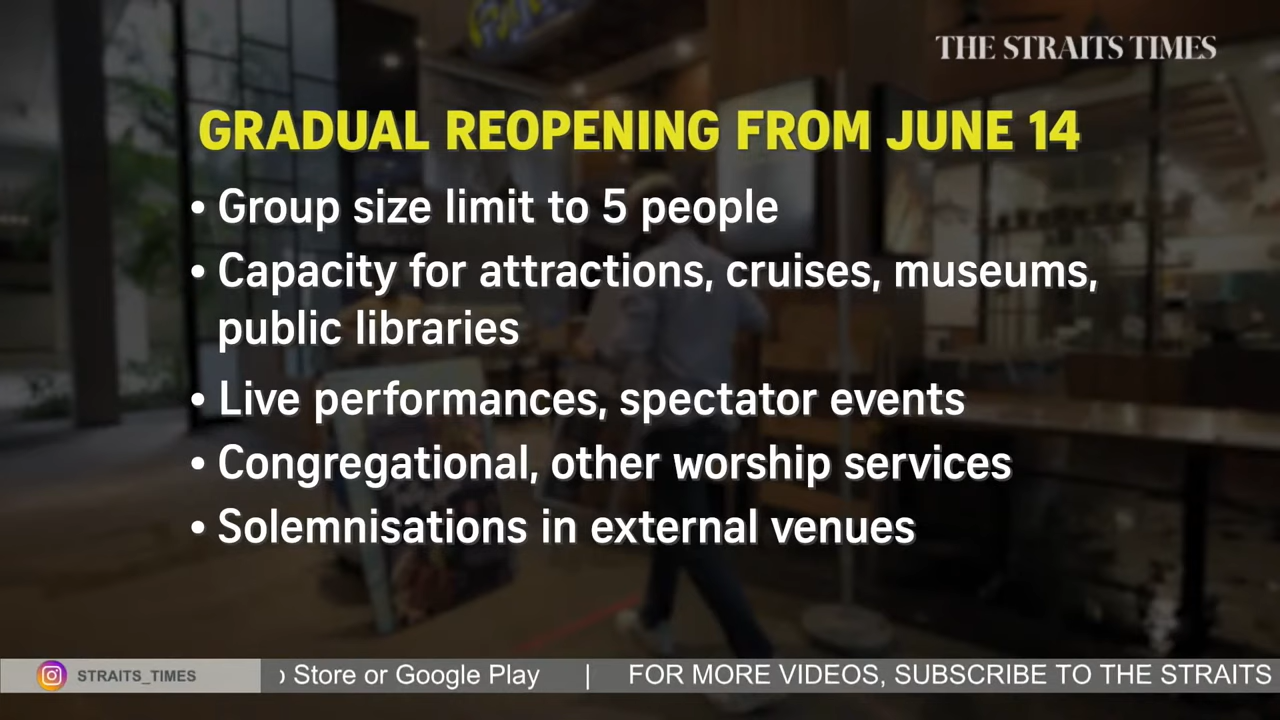 THE STRAITS TIMES
GRADUAL REOPENING FROM JUNE 14
• Group size limit to 5 people
• Capacity for attractions, cruises, museums,
public libraries
• Live performances, spectator events
• Congregational, other worship services
• Solemnisations in external venues
STRAITS_TIMES
Store or Google Play | FOR MORE VIDEOS, SUBSCRIBE TO THE STRAITS